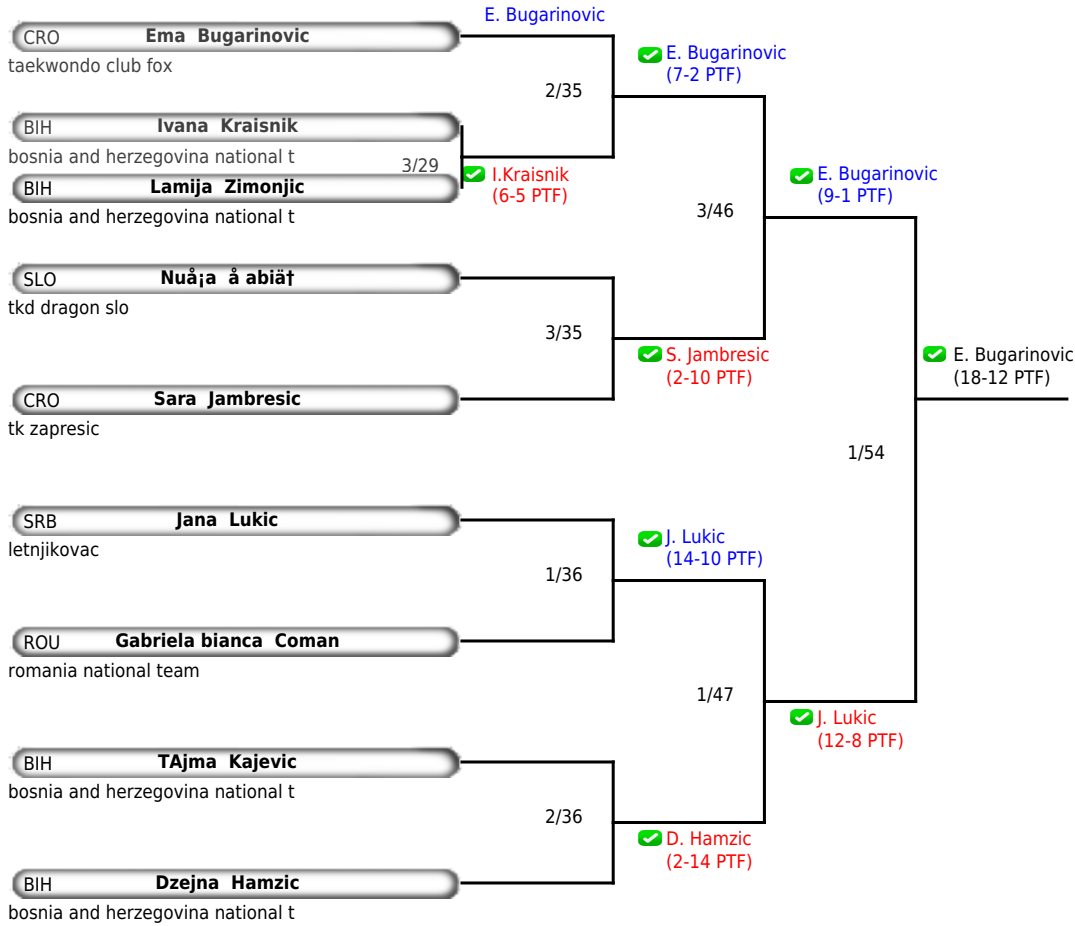 E. Bugarinovic
CRO Ema Bugarinovic
taekwondo club fox
E. Bugarinovic
(7-2 PTF)
2/35
BIH Ivana Kraisnik
bosnia and herzegovina national t
3/29
I.Kraisnik
(6-5 PTF)
BIH Lamija Zimonjic
bosnia and herzegovina national t
E. Bugarinovic
(9-1 PTF)
3/46
SLO Nuå¡a å abiä†
tkd dragon slo
3/35
S. Jambresic
(2-10 PTF)
E. Bugarinovic
(18-12 PTF)
CRO Sara Jambresic
tk zapresic
1/54
SRB Jana Lukic
letnjikovac
J. Lukic
(14-10 PTF)
1/36
ROU Gabriela bianca Coman
romania national team
1/47
J. Lukic
(12-8 PTF)
BIH TAjma Kajevic
bosnia and herzegovina national t
2/36
D. Hamzic
(2-14 PTF)
BIH Dzejna Hamzic
bosnia and herzegovina national t